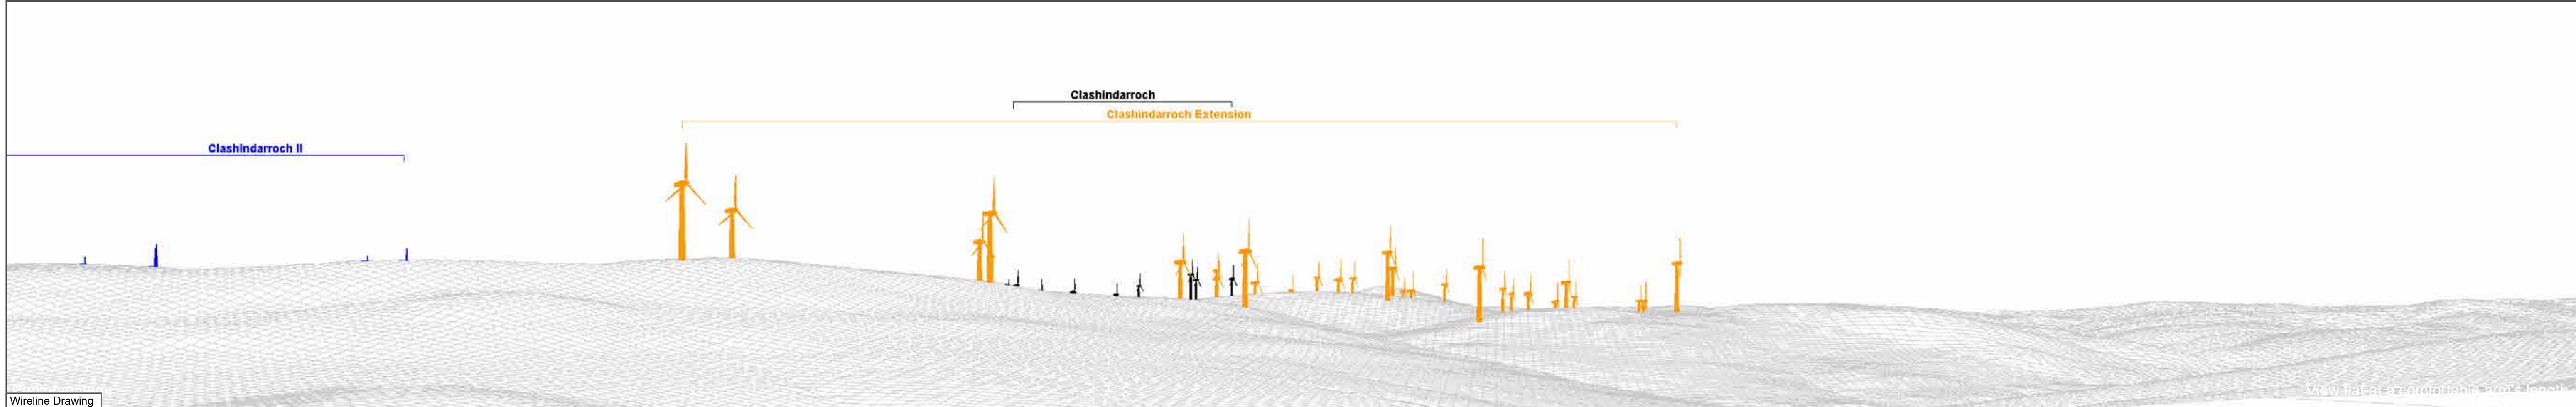 Clashindarroch
Clashindarroch Extension
Clashindarroch II
View flat at a comfortable arm's length
Wireline Drawing